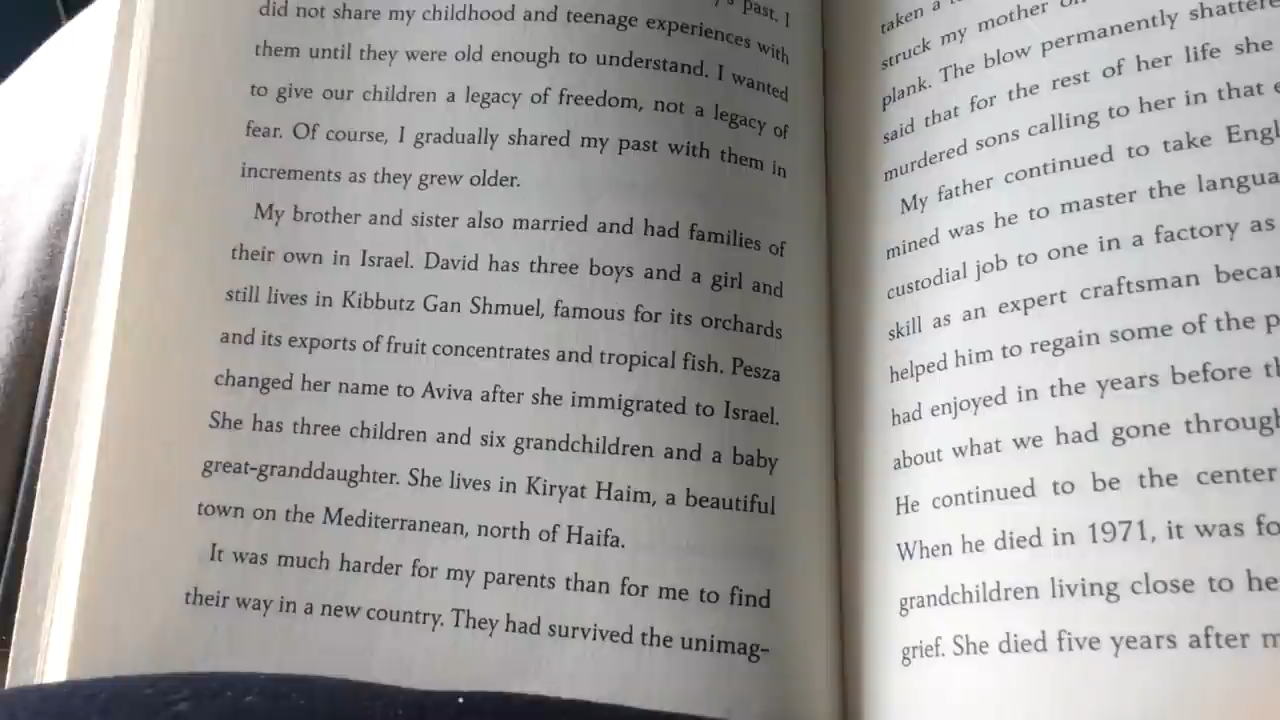 past, I
did not share my childhood and teenage experiences with
them until they were old enough to understand. I wanted
to give our children a legacy of freedom, not a legacy of
fear. Of course, I gradually shared my past with them in
increments as they grew older.
My brother and sister also married and had families of
their own in Israel. David has three boys and a girl and
still lives in Kibbutz Gan Shmuel, famous for its orchards
and its exports of fruit concentrates and tropical fish. Pesza
changed her name to Aviva after she immigrated to Israel.
She has three children and six grandchildren and a baby
great-granddaughter. She lives in Kiryat Haim, a beautiful
town on the Mediterranean, north of Haifa.
It was much harder for my parents than for me to find
their way in a new country. They had survived the unimag-
taken a
struck my mother
plank. The blow permanently shattere
said that for the rest of her life she
murdered sons calling to her in that
My father continued to take Engl
mined was he to master the langua
custodial job to one in a factory as
skill as an expert craftsman becam
helped him to regain some of the p
had enjoyed in the years before th
about what we had gone through
He continued to be the center
When he died in 1971, it was fo
grandchildren living close to he
grief. She died five years after m